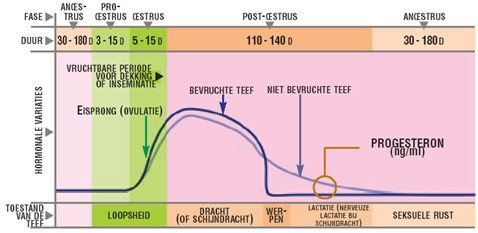 FASE
ANŒS-
TRUS
PRO-
ŒSTRUS
ŒSTRUS
POST-ŒSTRUS
ANŒSTRUS
DUUR
30 - 180 D
3 - 15 D
5 - 15 D
110 - 140 D
30 - 180 D
HORMONALE VARIATIES
VRUCHTBARE PERIODE
VOOR DEKKING
OF INSEMINATIE
EISPRONG (OVULATIE)
BEVRUCHTE TEEF
NIET BEVRUCHTE TEEF
PROGESTERON
(ng/ml)
TOESTAND
VAN DE
TEEF
LOOPSHEID
DRACHT
(OF SCHIJNDRACHT)
WER-
PEN
LACTATIE (NERVEUZE
LACTATIE BIJ
SCHIJNDRACHT)
SEKSUELE RUST